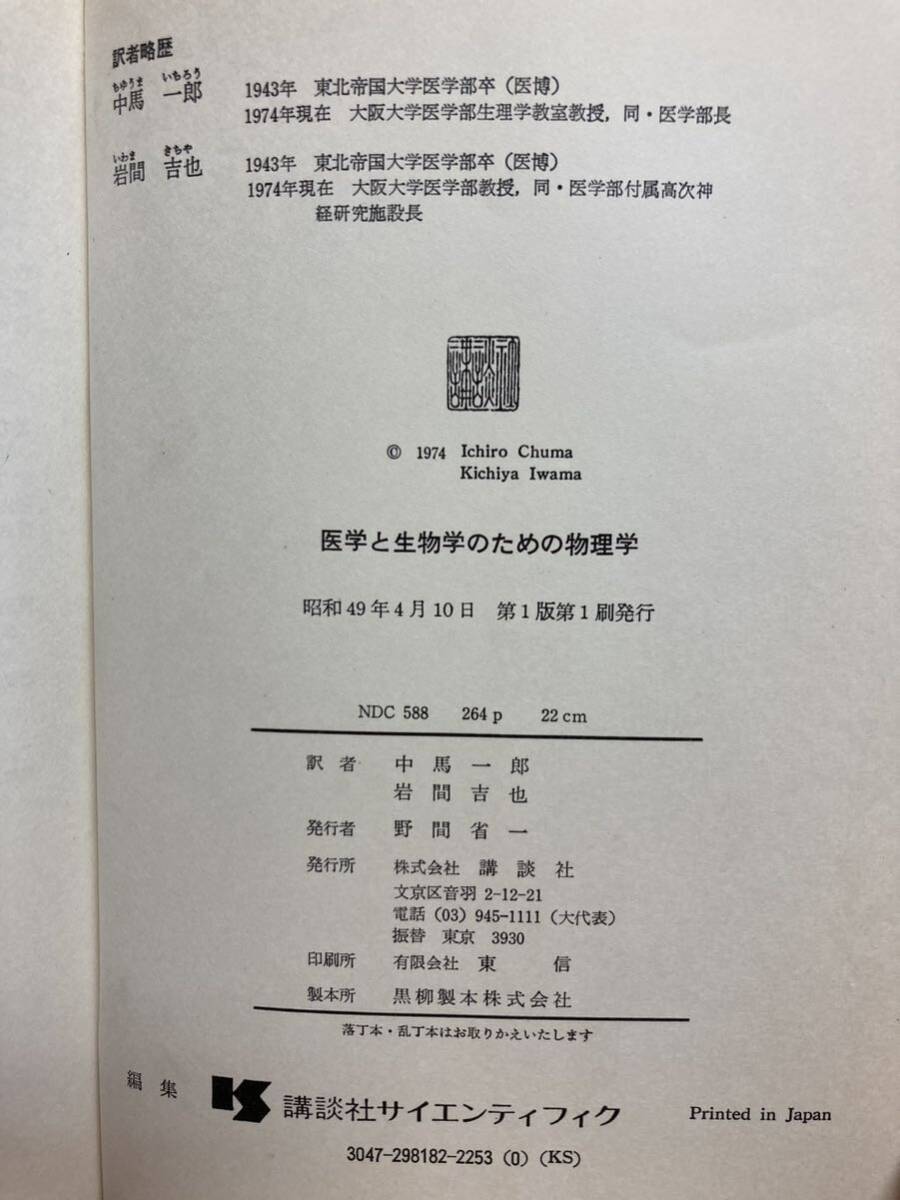 訳者略歴
ちゆうま いちろう
中馬 一郎 1943年 東北帝国大学医学部卒（医博）
1974年現在 大阪大学医学部生理学教室教授，同・医学部長
いわま きちや
岩間 吉也 1943年 東北帝国大学医学部卒（医博）
1974年現在 大阪大学医学部教授，同・医学部付属高次神
経研究施設長
講談社
© 1974 Ichiro Chuma
Kichiya Iwama
医学と生物学のための物理学
昭和49年4月10日 第1版第1刷発行
NDC 588 264 p 22 cm
訳者 中馬一郎
岩間吉也
発行者 野間省一
発行所 株式会社 講談社
文京区音羽 2-12-21
電話 (03) 945-1111（大代表）
振替 東京 3930
印刷所 有限会社 東信
製本所 黒柳製本株式会社
落丁本・乱丁本はお取りかえいたします
編集 KS 講談社サイエンティフィク Printed in Japan
3047-298182-2253 (0) (KS)